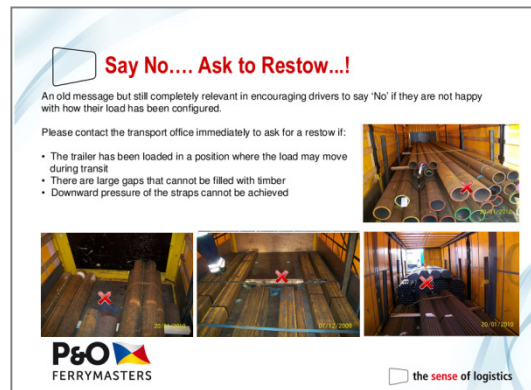 Say No.... Ask to Restow...!
An old message but still completely relevant in encouraging drivers to say ‘No’ if they are not happy
with how their load has been configured.
Please contact the transport office immediately to ask for a restow if:
• The trailer has been loaded in a position where the load may move
during transit
• There are large gaps that cannot be filled with timber
• Downward pressure of the straps cannot be achieved
07/12/2009
20/01/2010
P&O
FERRYMASTERS
the sense of logistics